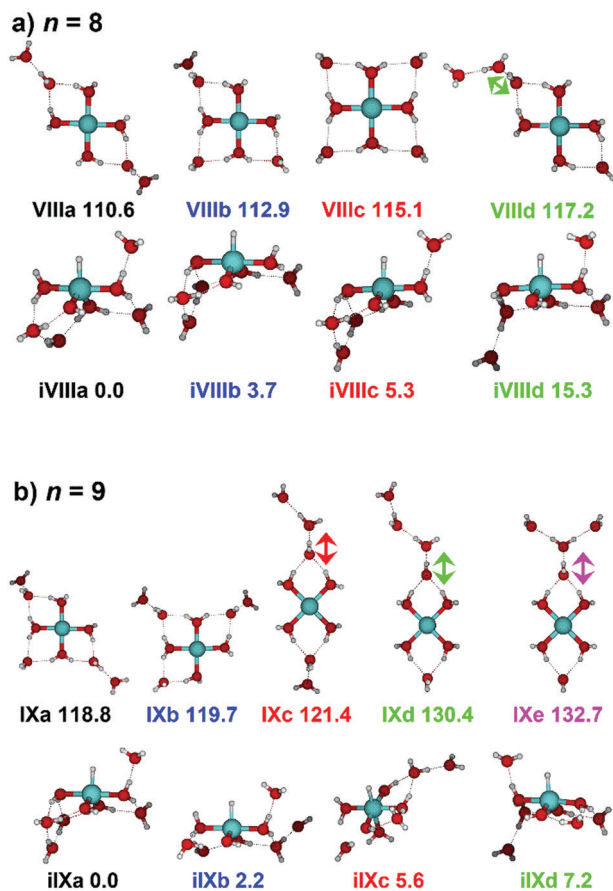 a) n = 8
VIIIa 110.6 VIIIb 112.9 VIIIc 115.1 VIIId 117.2
iVIIIa 0.0 iVIIIb 3.7 iVIIIc 5.3 iVIIId 15.3
b) n = 9
IXa 118.8 IXb 119.7 IXc 121.4 IXd 130.4 IXe 132.7
iIXa 0.0 iIXb 2.2 iIXc 5.6 iIXd 7.2